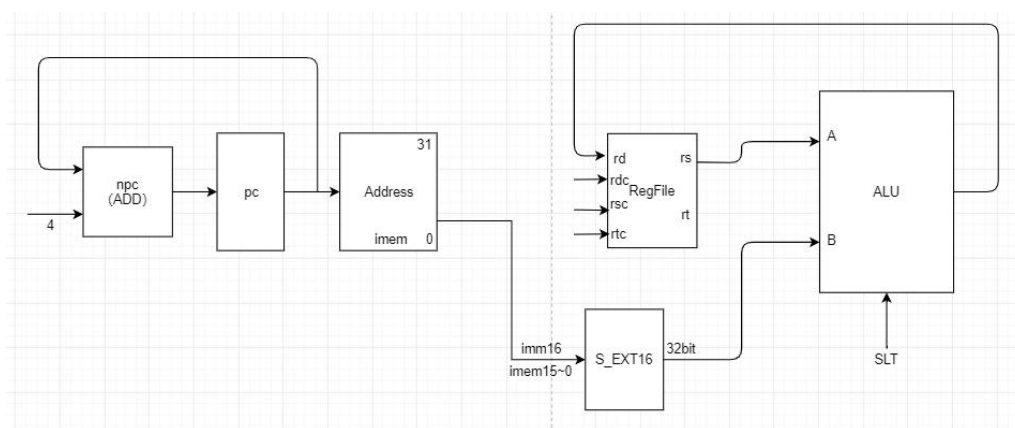 npc
(ADD)
4
pc
31
Address
imem 0
imm16
imem15~0
rd rs
rdc
RegFile
rsc
rt
rtc
S_EXT16
32bit
A
ALU
B
SLT